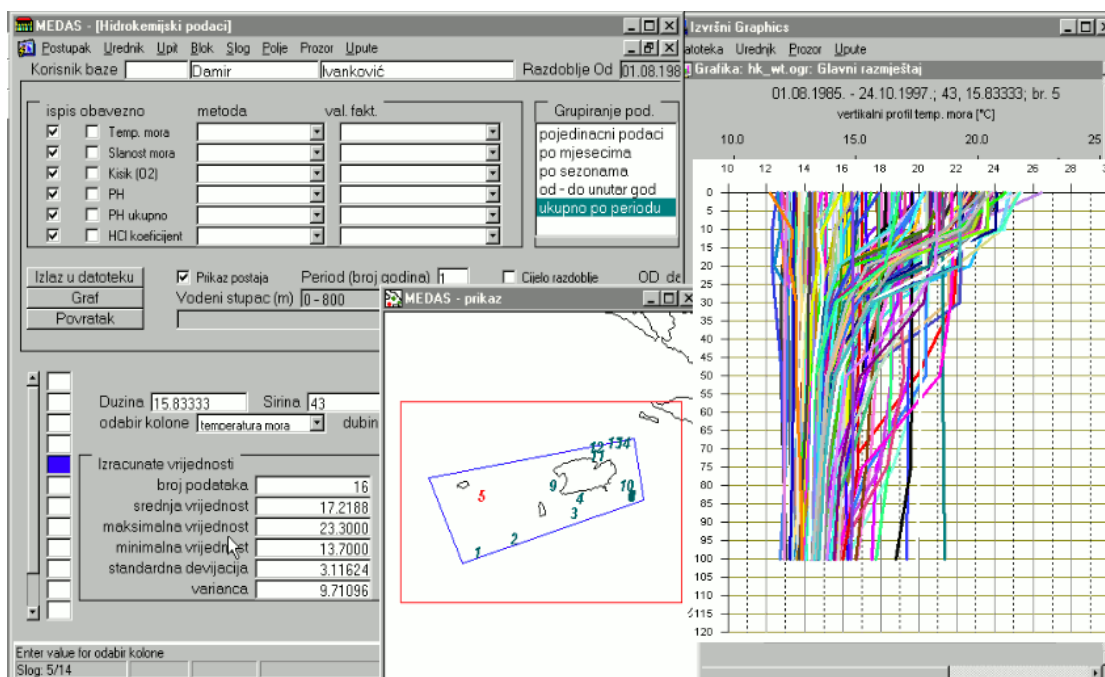 MEDAS - [Hidrokemijski podaci]
Postupak Urednik Upit Blok Slog Polje Prozor Upute
Korisnik baze Damir Ivanković Razdoblje Od 01.08.198
ispis obavezno metoda val. fakt.
Temp. mora
Slanost mora
Kisik (O2)
PH
PH ukupno
HCl koeficijent
Grupiranje pod.
pojedinacni podaci
po mjesecima
po sezonama
od - do unutar god
ukupno po periodu
Izlaz u datoteku
Graf
Povratak
Prikaz postaja Period (broj godina) 1 Cijelo razdoblje OD
Vodeni stupac (m) 0 - 800
Duzina 15.83333 Sirina 43
odabir kolone temperatura mora dubin
Izracunate vrijednosti
broj podataka 16
srednja vrijednost 17.2188
maksimalna vrijednost 23.3000
minimalna vrijednost 13.7000
standardna devijacija 3.11624
varianca 9.71096
Enter value for odabir kolone
Slog: 5/14
MEDAS - prikaz
12 13 14
11
5 9 10
4
3
2
1
Izvršni Graphics
atoteka Urednjk Prozor Upute
Grafika: hk_wt.ogr: Glavni razmještaj
01.08.1985. - 24.10.1997.; 43, 15.83333; br. 5
vertikalni profil temp. mora [°C]
10.0 15.0 20.0 25
10 12 14 16 18 20 22 24 26 28
0
5
10
15
20
25
30
35
40
45
50
55
60
65
70
75
80
85
90
95
100
105
110
115
120